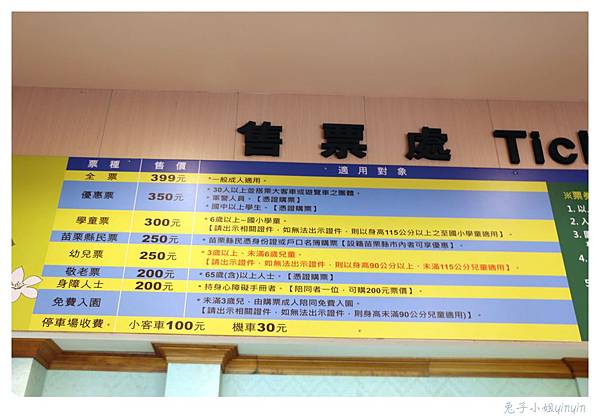 售票處 Tick
票種 售價 適用對象
全票 399元 *一般成人適用。
優惠票 350元 *30人以上並搭乘大客車或遊覽車之團體。
*軍警人員。【憑證購票】
*國中以上學生。【憑證購票】
學童票 300元 *6歲以上—國小學童。
【請出示相關證件，如無法出示證件，則以身高115公分以上之至國小學童適用】
苗栗縣民票 250元 *苗栗縣民憑身份證或戶口名簿購票【設籍苗栗縣市內者可享優惠】。
幼兒票 250元 *3歲以上、未滿6歲兒童。
【請出示相關證件，如無法出示證件，則以身高90公分以上，未滿115公分兒童適用】。
敬老票 200元 *65歲(含)以上人士。【憑證購票】
身障人士 200元 *持身心障礙手冊者。【陪同者一位，可購200元票價】。
免費入園 *未滿3歲兒，由購票成人陪同免費入園。
【請出示相關證件，如無法出示證件，則身高未滿90公分兒童適用)】。
停車場收費 小客車100元 機車30元
※票券
1.以
2.入
3.
4.
5.
兔子小姐yinyin